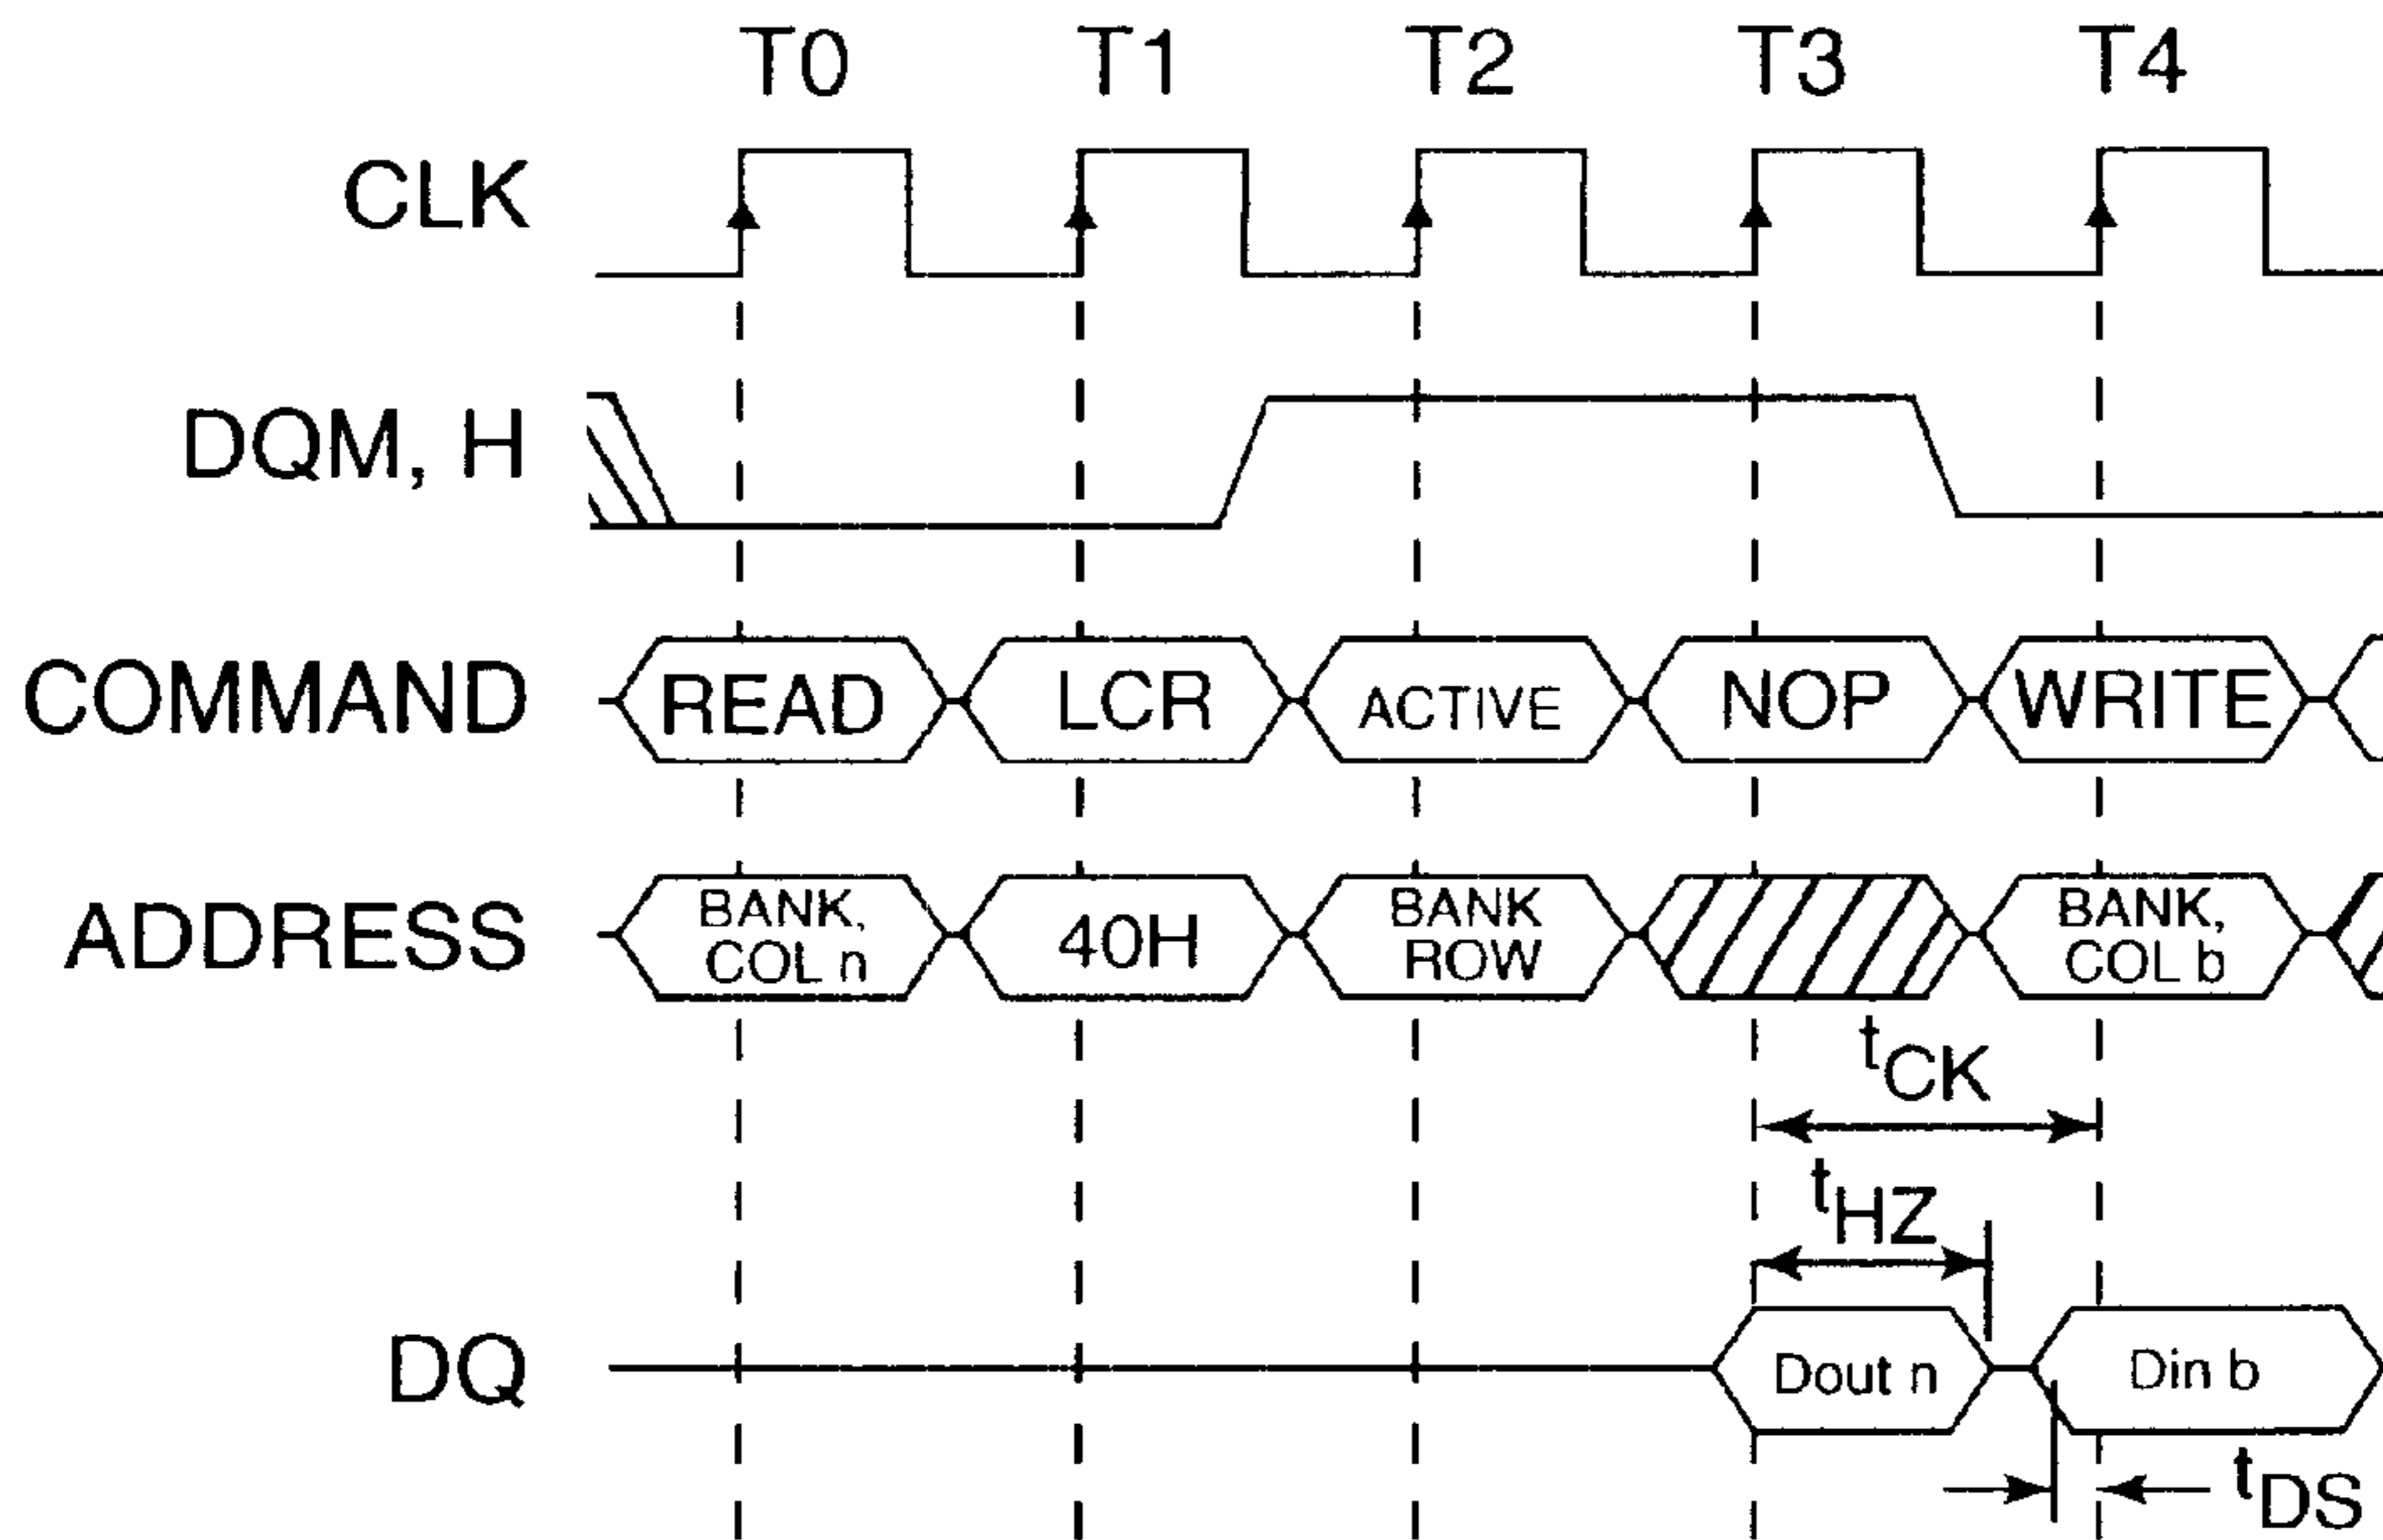 T0 T1 T2 T3 T4
CLK
DQM, H
COMMAND READ LCR ACTIVE NOP WRITE
ADDRESS BANK, COL n 40H BANK ROW BANK, COL b
tCK
tHZ
DQ Dout n Din b
tDS